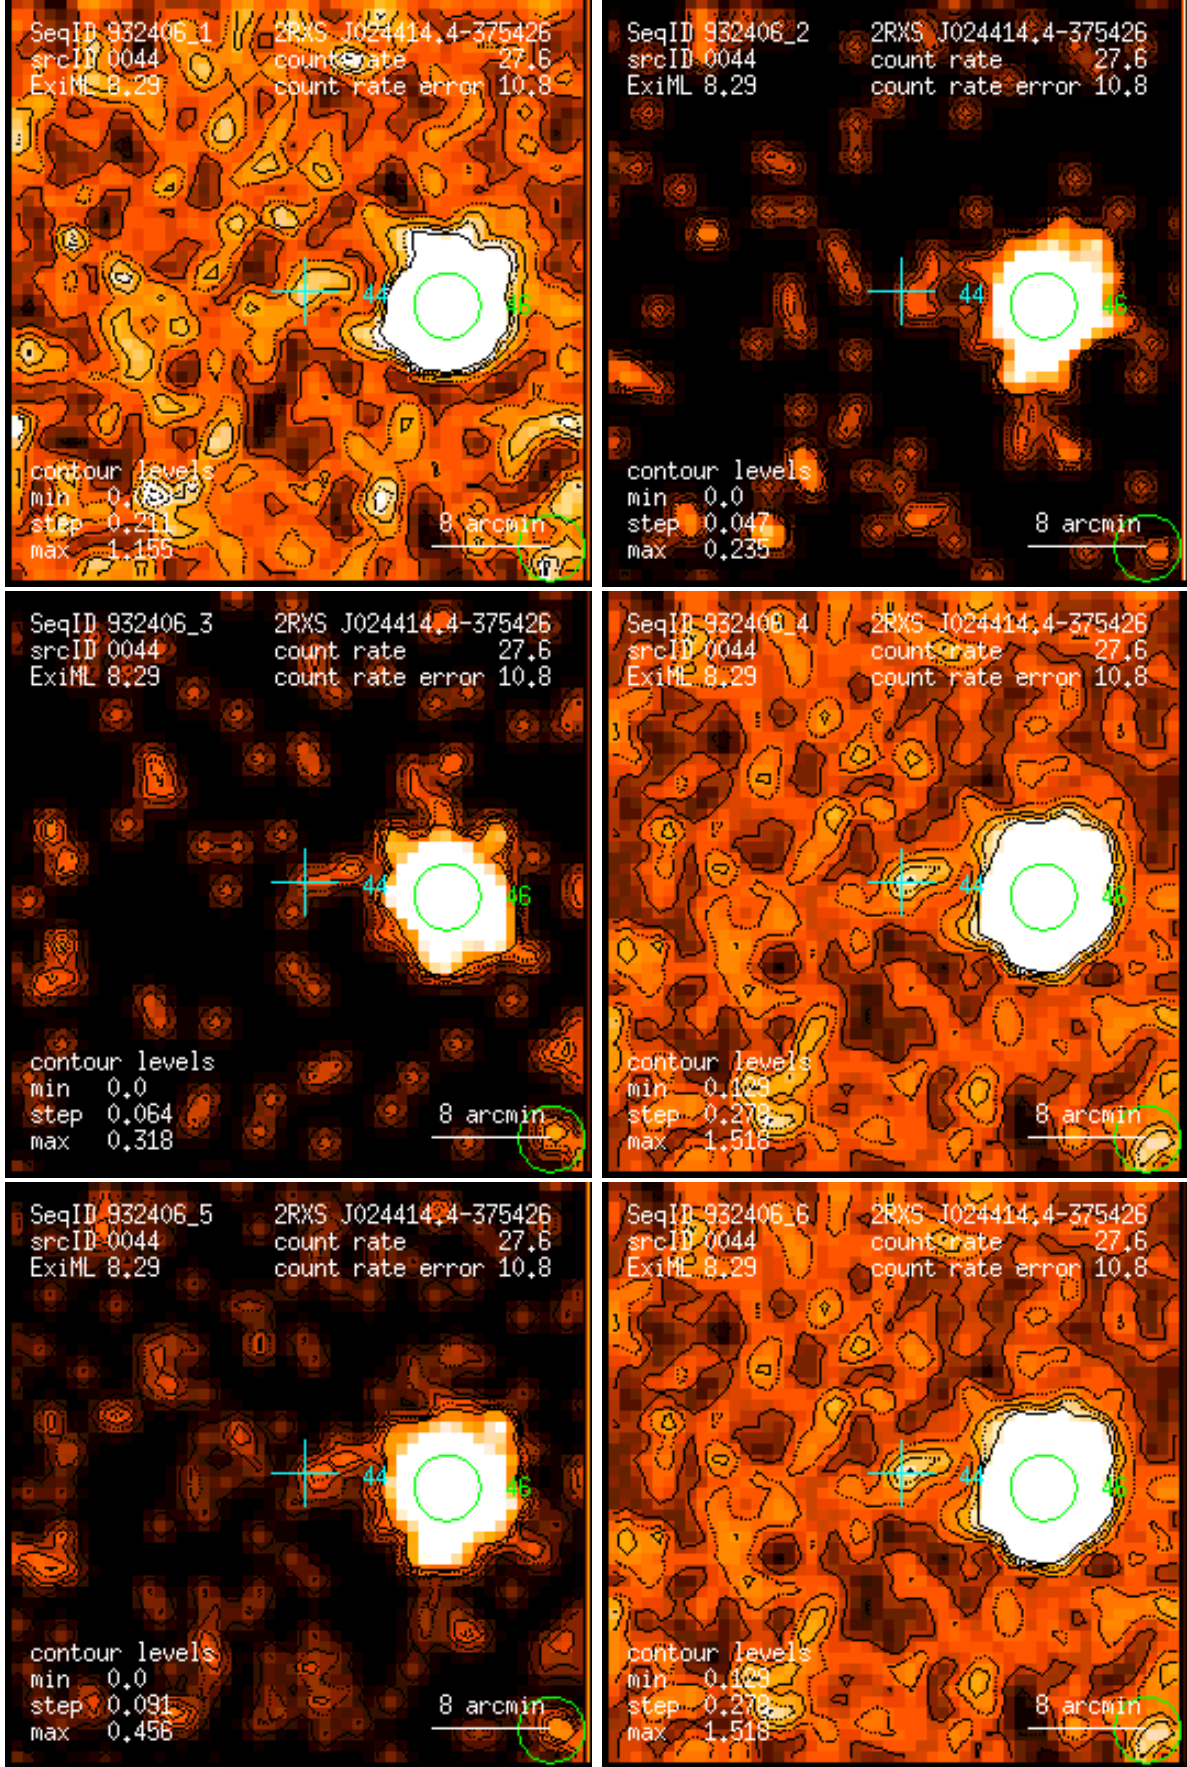 SeqID 932406_1 2RXS J024414.4-375426
srcID 0044 count rate 27.6
ExiML 8.29 count rate error 10.8
44 46
contour levels
min 0.
step 0.211 8 arcmin
max 1.155
SeqID 932406_2 2RXS J024414.4-375426
srcID 0044 count rate 27.6
ExiML 8.29 count rate error 10.8
44 46
contour levels
min 0.0
step 0.047 8 arcmin
max 0.235
SeqID 932406_3 2RXS J024414.4-375426
srcID 0044 count rate 27.6
ExiML 8.29 count rate error 10.8
44 46
contour levels
min 0.0
step 0.064 8 arcmin
max 0.318
SeqID 932406_4 2RXS J024414.4-375426
srcID 0044 count rate 27.6
ExiML 8.29 count rate error 10.8
44 46
contour levels
min 0.129
step 0.278 8 arcmin
max 1.518
SeqID 932406_5 2RXS J024414.4-375426
srcID 0044 count rate 27.6
ExiML 8.29 count rate error 10.8
44 46
contour levels
min 0.0
step 0.091 8 arcmin
max 0.456
SeqID 932406_6 2RXS J024414.4-375426
srcID 0044 count rate 27.6
ExiML 8.29 count rate error 10.8
44 46
contour levels
min 0.129
step 0.278 8 arcmin
max 1.518